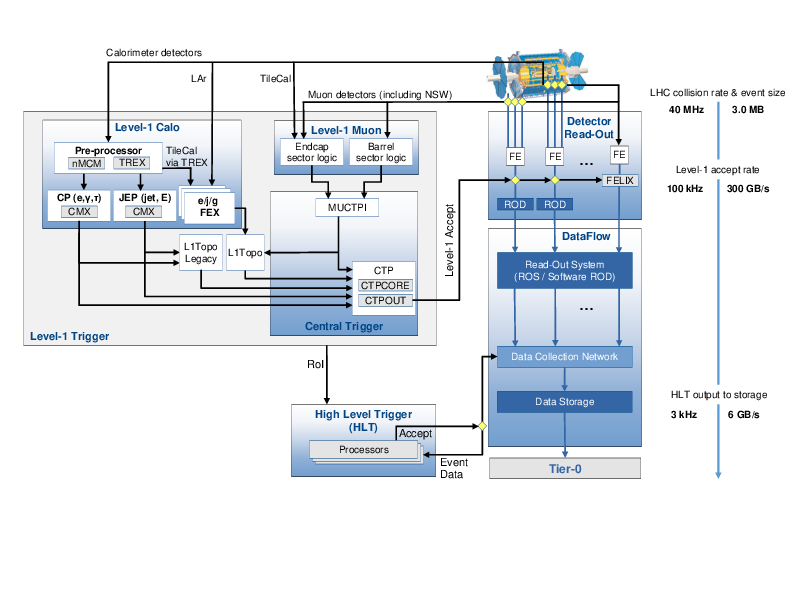 Calorimeter detectors
LAr
TileCal
Muon detectors (including NSW)
LHC collision rate & event size
40 MHz
3.0 MB
Level-1 Calo
Level-1 Muon
Detector
Read-Out
Pre-processor
nMCM
TREX
TileCal
via TREX
Endcap
sector logic
Barrel
sector logic
FE
FE
...
FE
Level-1 accept rate
100 kHz
300 GB/s
CP (e,γ,τ)
CMX
JEP (jet, E)
CMX
e/j/g
FEX
MUCTPI
FELIX
ROD
ROD
L1Topo
Legacy
L1Topo
Level-1 Accept
DataFlow
CTP
CTPCORE
CTPOUT
Read-Out System
(ROS / Software ROD)
...
Central Trigger
Level-1 Trigger
RoI
Data Collection Network
Data Storage
HLT output to storage
3 kHz
6 GB/s
High Level Trigger
(HLT)
Accept
Processors
Event
Data
Tier-0